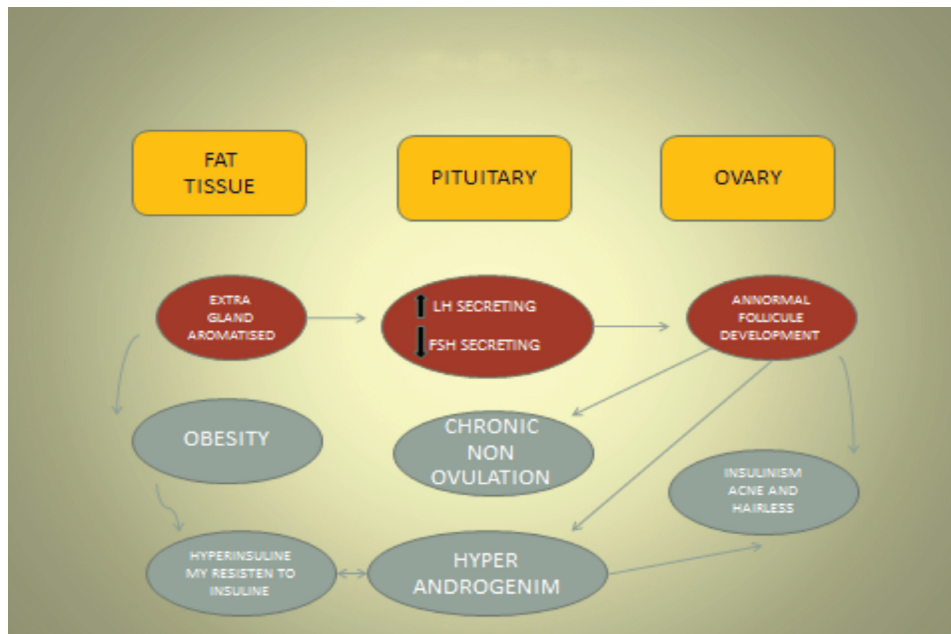 FAT
TISSUE
PITUITARY
OVARY
EXTRA
GLAND
AROMATISED
LH SECRETING
FSH SECRETING
ANNORMAL
FOLLICULE
DEVELOPMENT
OBESITY
CHRONIC
NON
OVULATION
INSULINISM
ACNE AND
HAIRLESS
HYPERINSULINE
MY RESISTEN TO
INSULINE
HYPER
ANDROGENIM